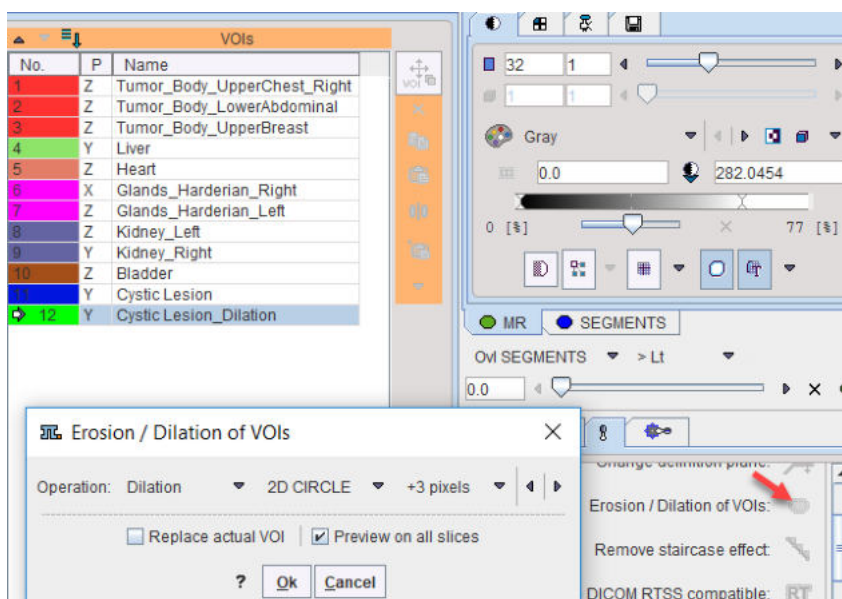 VOIs
No. P Name
1 Z Tumor_Body_UpperChest_Right
2 Z Tumor_Body_LowerAbdominal
3 Z Tumor_Body_UpperBreast
4 Y Liver
5 Z Heart
6 X Glands_Harderian_Right
7 Z Glands_Harderian_Left
8 Z Kidney_Left
9 Y Kidney_Right
10 Z Bladder
11 Y Cystic Lesion
12 Y Cystic Lesion_Dilation
VOI
32 1
1 1
Gray
0.0 282.0454
0 [%] 77 [%]
MR SEGMENTS
Ovl SEGMENTS > Lt
0.0
Erosion / Dilation of VOIs
Operation: Dilation 2D CIRCLE +3 pixels
Replace actual VOI Preview on all slices
? Ok Cancel
Change definition plane:
Erosion / Dilation of VOIs:
Remove staircase effect:
DICOM RTSS compatible: RT